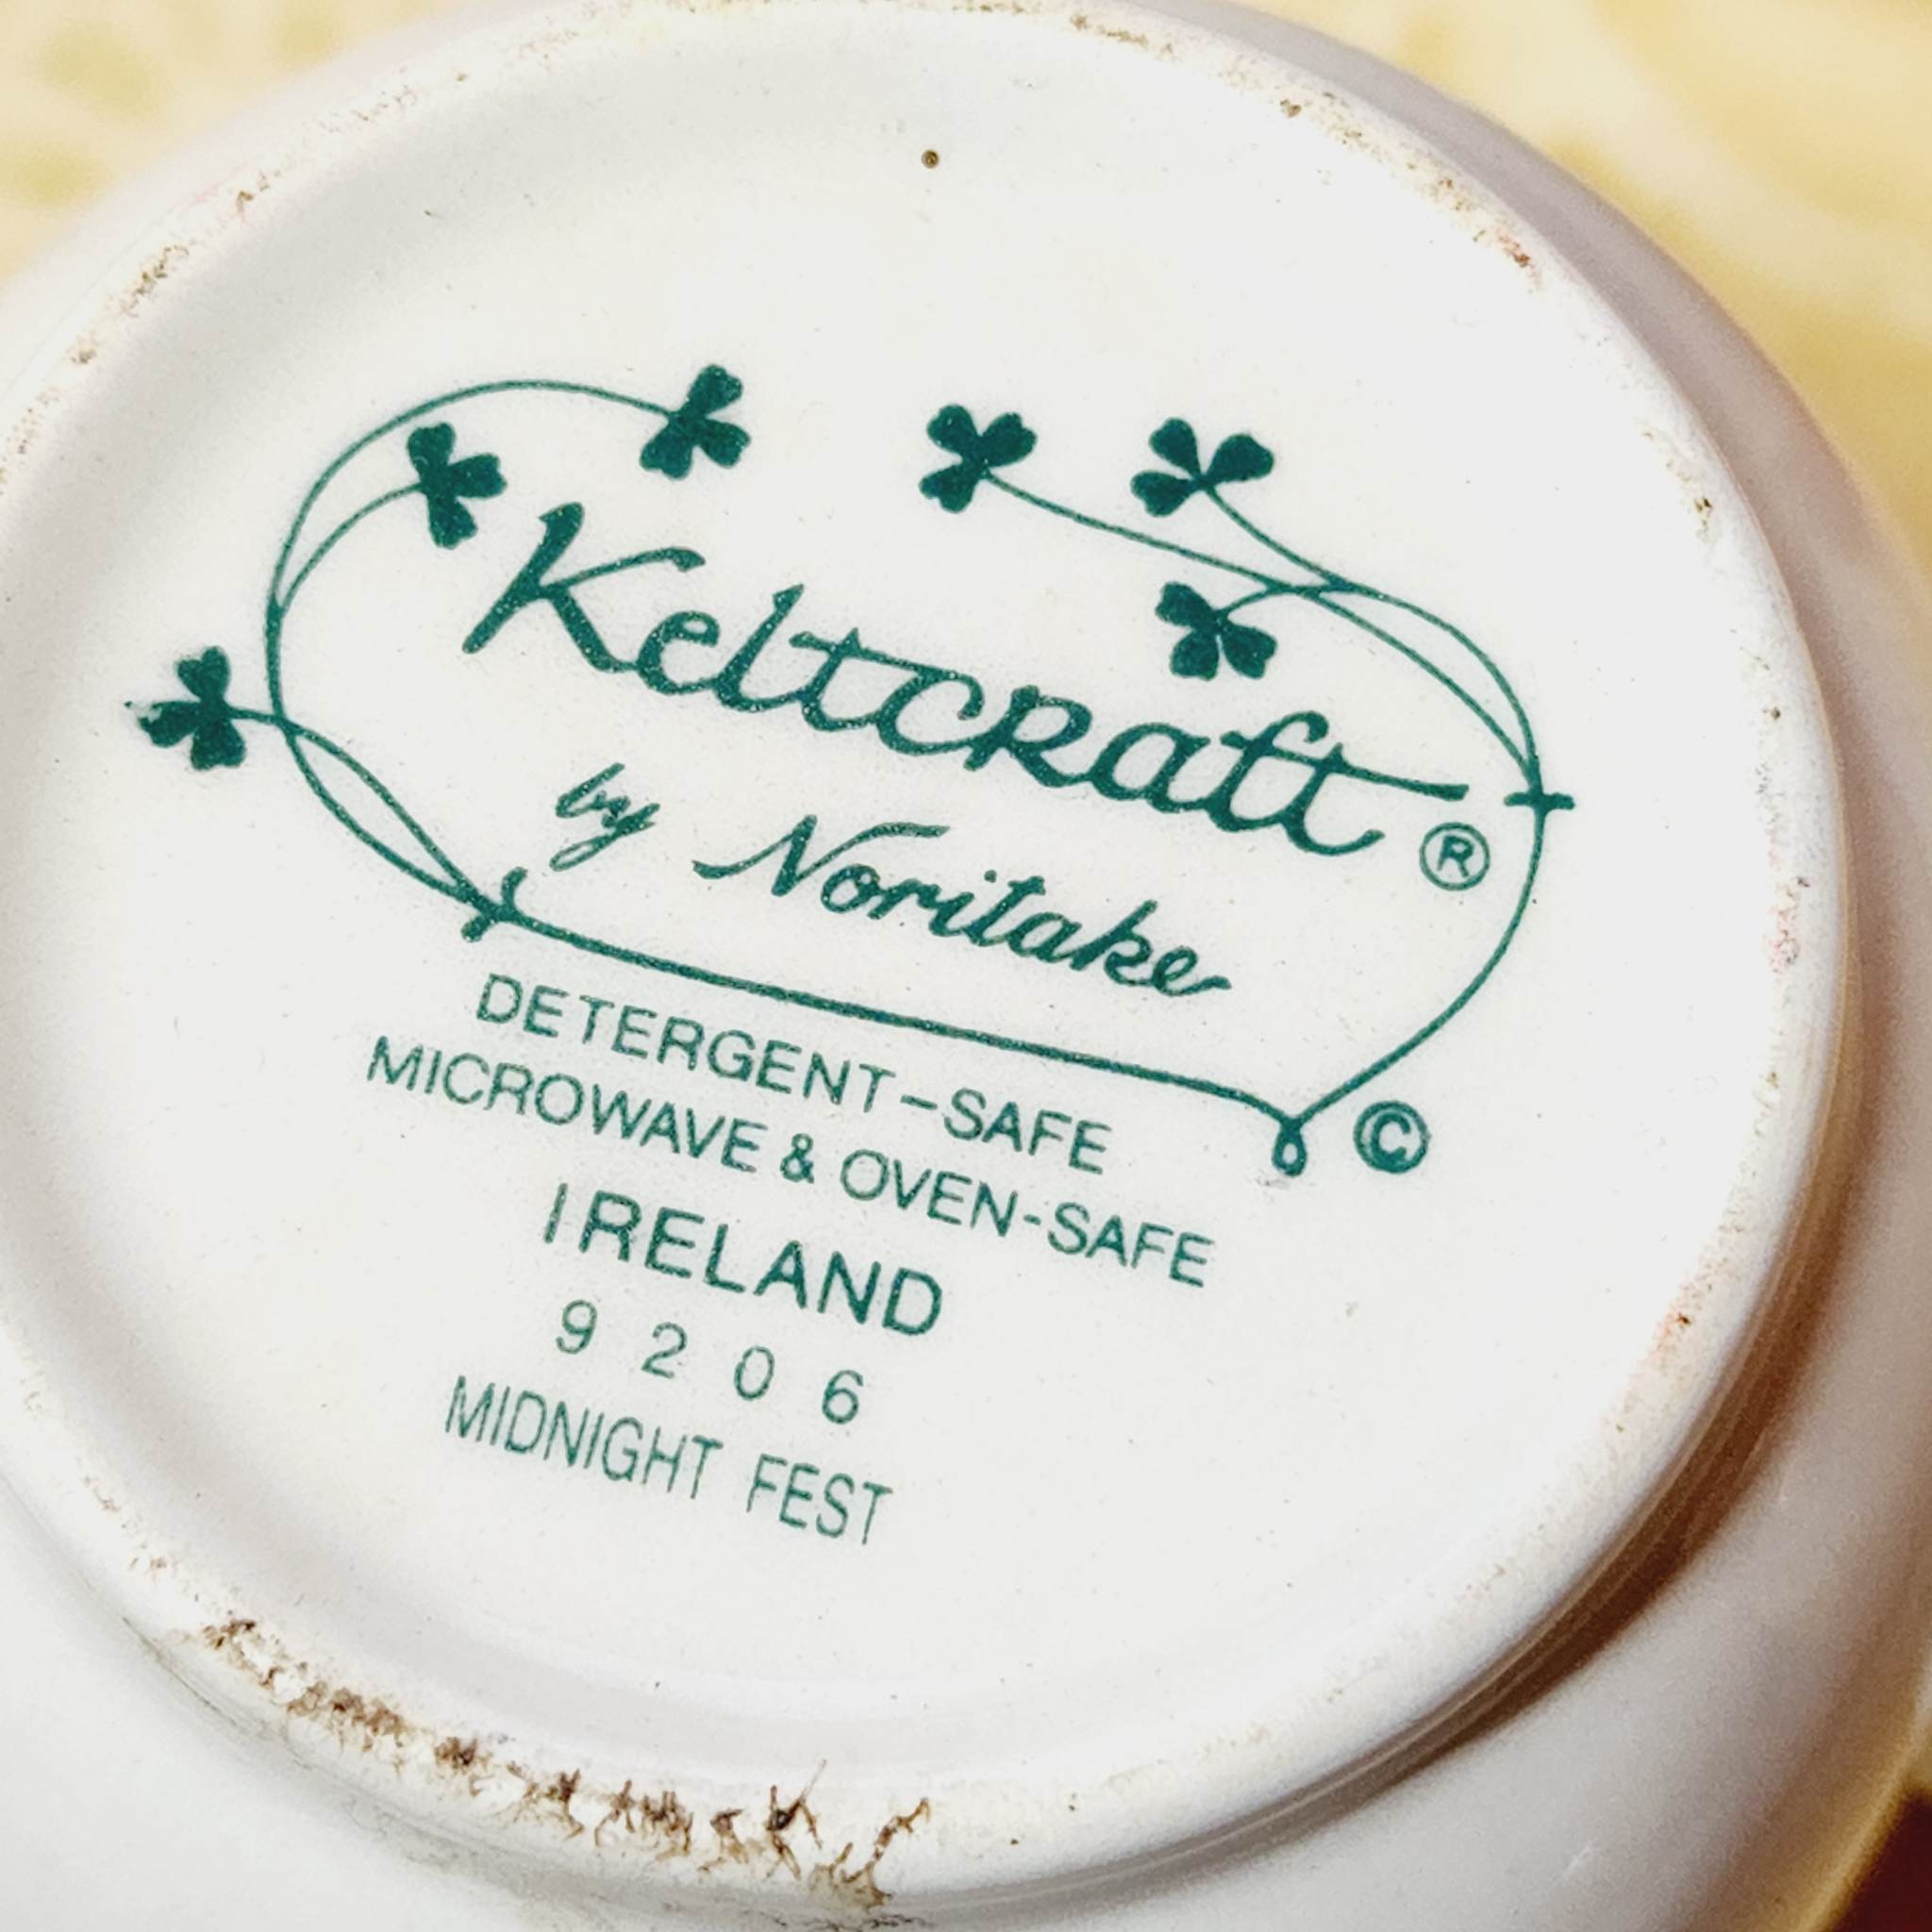 Keltcraft ®
by Noritake
©
DETERGENT-SAFE
MICROWAVE & OVEN-SAFE
IRELAND
9206
MIDNIGHT FEST